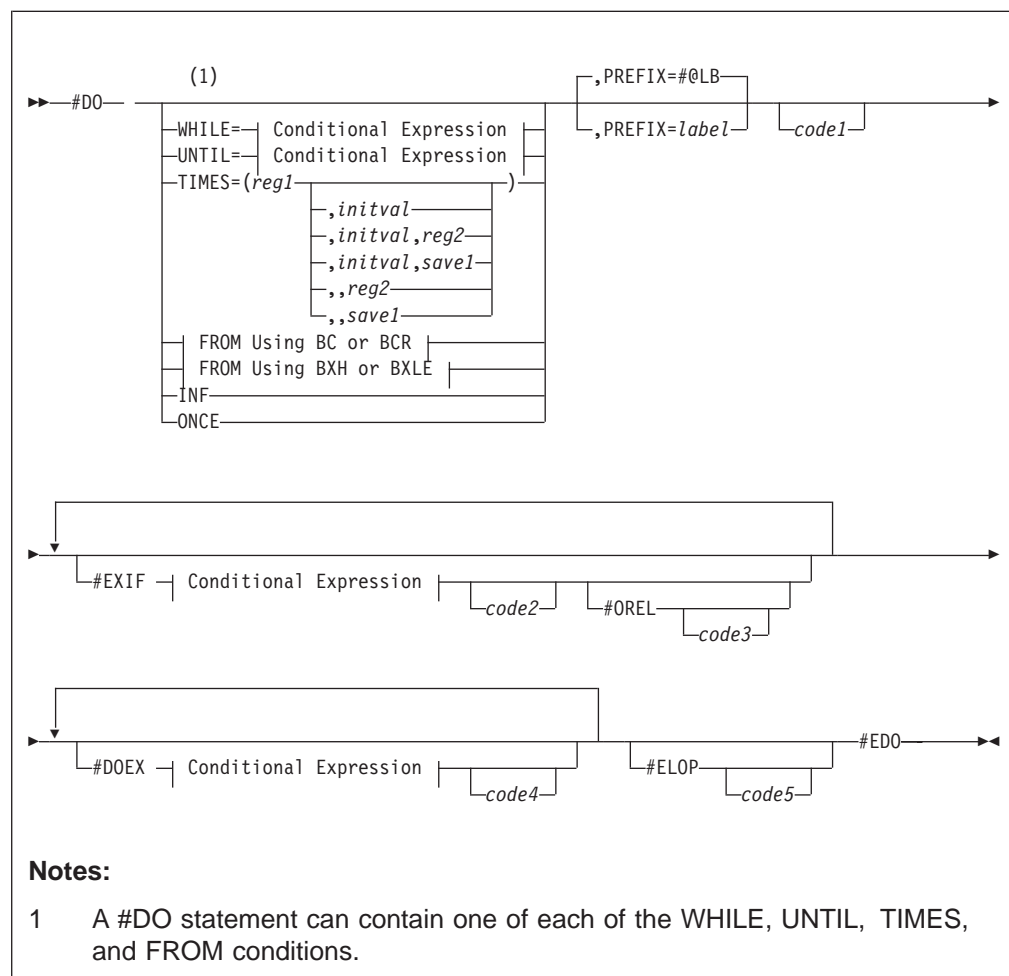 (1)
,PREFIX=#@LB
#DO
WHILE= Conditional Expression
,PREFIX=label
code1
UNTIL= Conditional Expression
TIMES=(reg1 )
,initval
,initval,reg2
,initval,save1
,,reg2
,,save1
FROM Using BC or BCR
FROM Using BXH or BXLE
INF
ONCE
#EXIF Conditional Expression
code2
#OREL
code3
#EDO
#DOEX Conditional Expression
code4
#ELOP
code5
Notes:
1 A #DO statement can contain one of each of the WHILE, UNTIL, TIMES,
and FROM conditions.